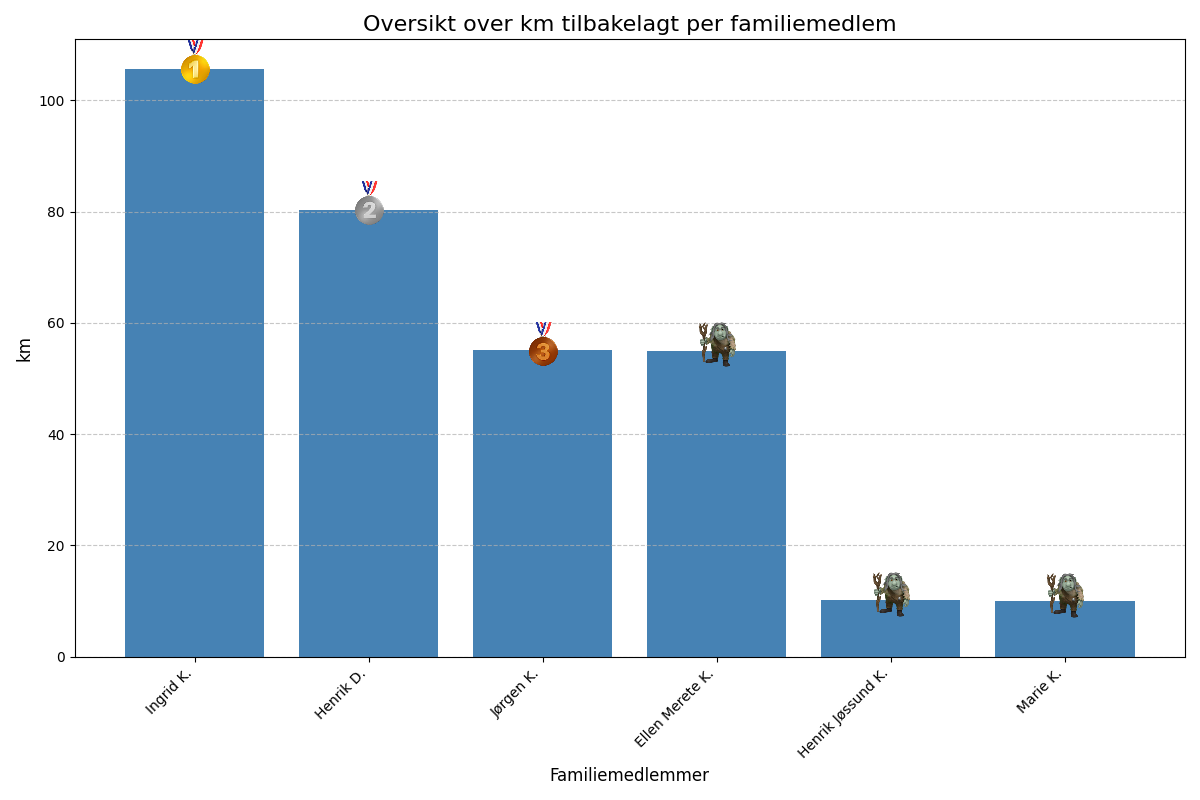 Oversikt over km tilbakelagt per familiemedlem
km
100
80
60
40
20
0
1
2
3
Ingrid K.
Henrik D.
Jørgen K.
Ellen Merete K.
Henrik Jøssund K.
Marie K.
Familiemedlemmer